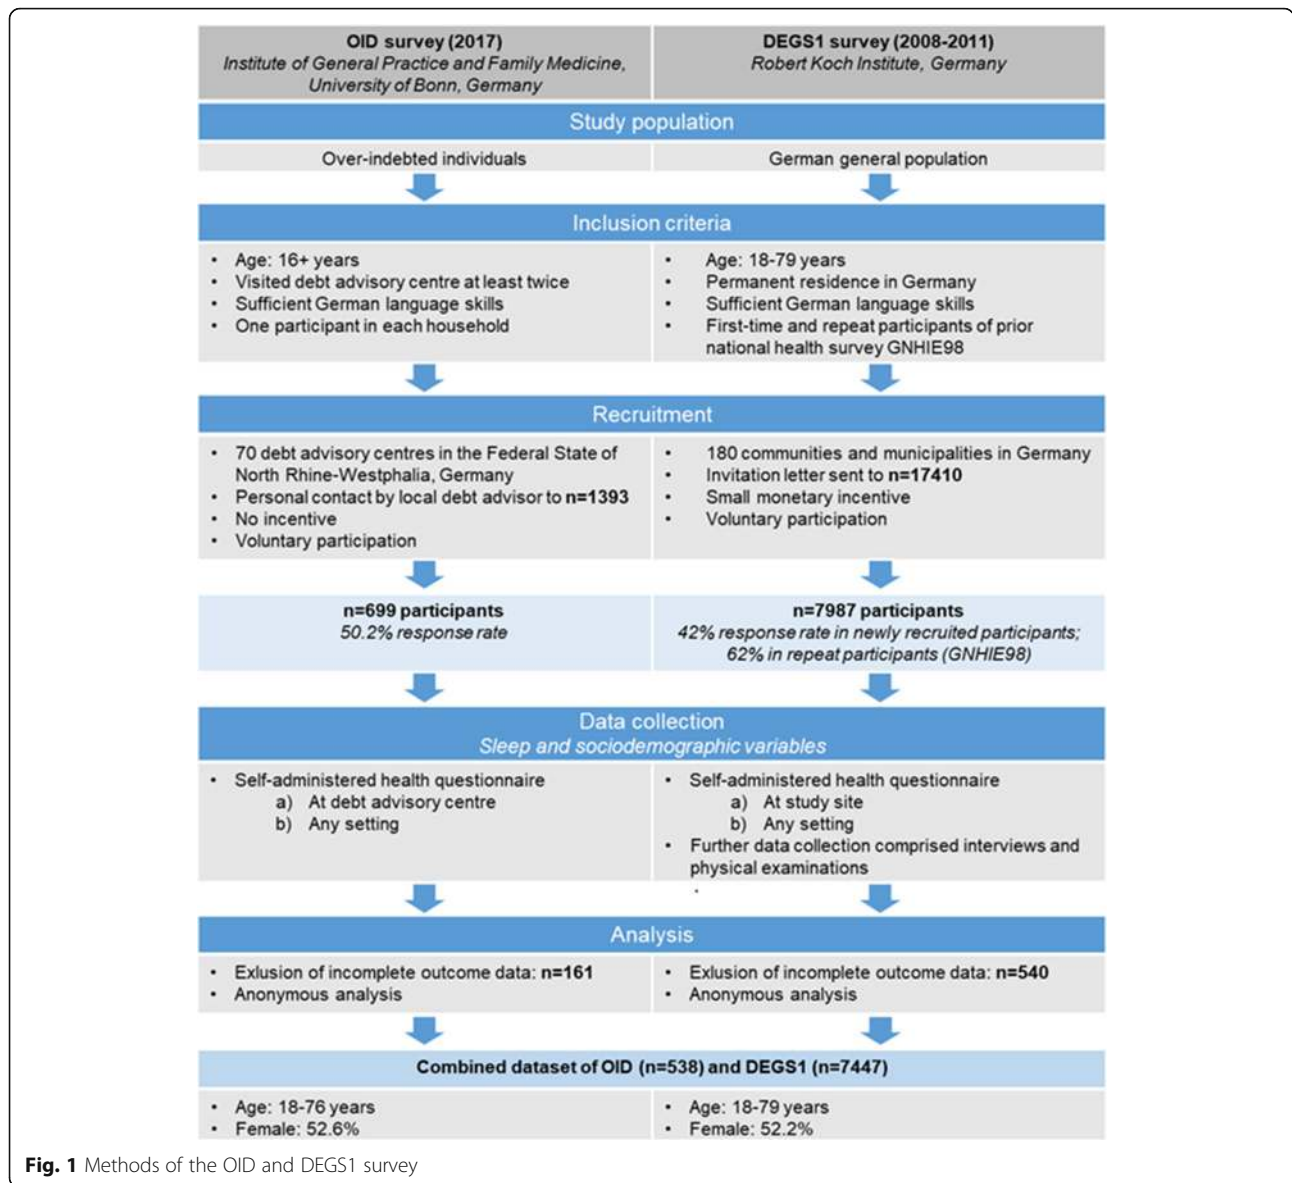 OID survey (2017)
Institute of General Practice and Family Medicine,
University of Bonn, Germany
DEGS1 survey (2008-2011)
Robert Koch Institute, Germany
Study population
Over-indebted individuals
German general population
Inclusion criteria
• Age: 16+ years
• Visited debt advisory centre at least twice
• Sufficient German language skills
• One participant in each household
• Age: 18-79 years
• Permanent residence in Germany
• Sufficient German language skills
• First-time and repeat participants of prior
national health survey GNHIE98
Recruitment
• 70 debt advisory centres in the Federal State of
North Rhine-Westphalia, Germany
• Personal contact by local debt advisor to n=1393
• No incentive
• Voluntary participation
• 180 communities and municipalities in Germany
• Invitation letter sent to n=17410
• Small monetary incentive
• Voluntary participation
n=699 participants
50.2% response rate
n=7987 participants
42% response rate in newly recruited participants;
62% in repeat participants (GNHIE98)
Data collection
Sleep and sociodemographic variables
• Self-administered health questionnaire
a) At debt advisory centre
b) Any setting
• Self-administered health questionnaire
a) At study site
b) Any setting
• Further data collection comprised interviews and
physical examinations
.
Analysis
• Exlusion of incomplete outcome data: n=161
• Anonymous analysis
• Exlusion of incomplete outcome data: n=540
• Anonymous analysis
Combined dataset of OID (n=538) and DEGS1 (n=7447)
• Age: 18-76 years
• Female: 52.6%
• Age: 18-79 years
• Female: 52.2%
Fig. 1 Methods of the OID and DEGS1 survey